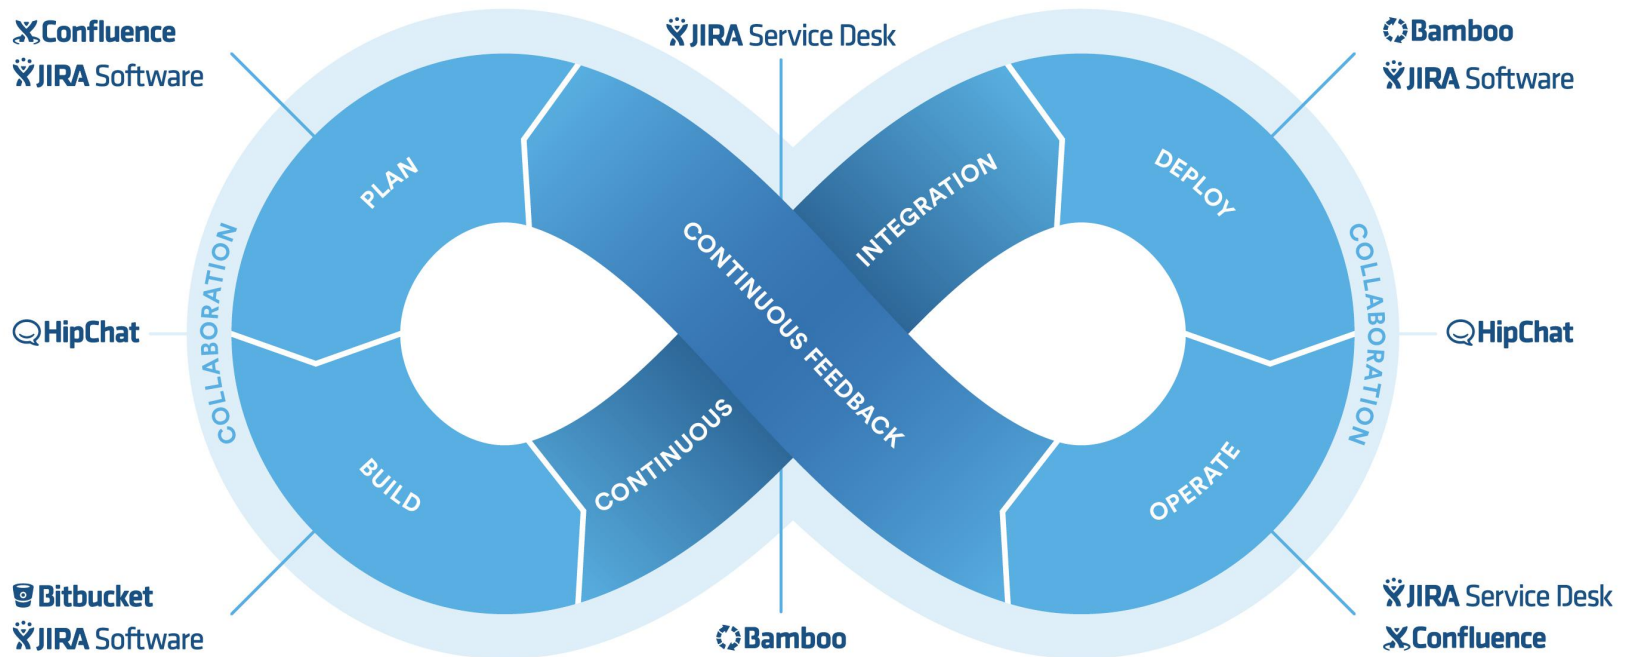 Confluence
JIRA Software
JIRA Service Desk
Bamboo
JIRA Software
PLAN
CONTINUOUS FEEDBACK
INTEGRATION
DEPLOY
COLLABORATION
COLLABORATION
HipChat
HipChat
BUILD
CONTINUOUS
OPERATE
Bitbucket
JIRA Software
Bamboo
JIRA Service Desk
Confluence